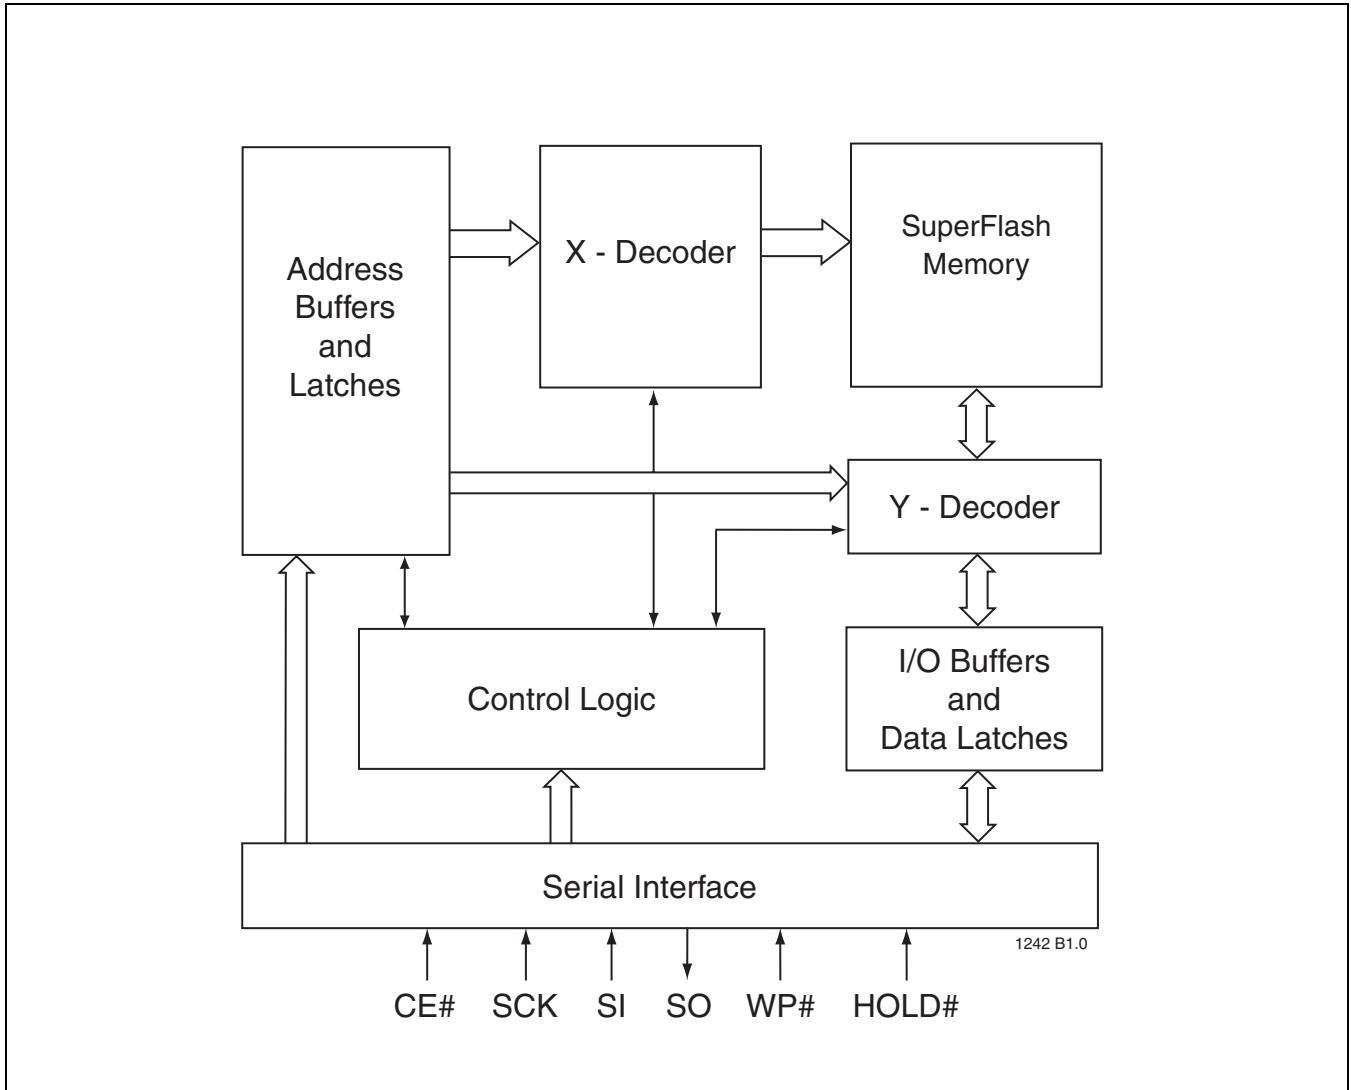 Address
Buffers
and
Latches
X - Decoder
SuperFlash
Memory
Y - Decoder
Control Logic
I/O Buffers
and
Data Latches
Serial Interface
1242 B1.0
CE# SCK SI SO WP# HOLD#